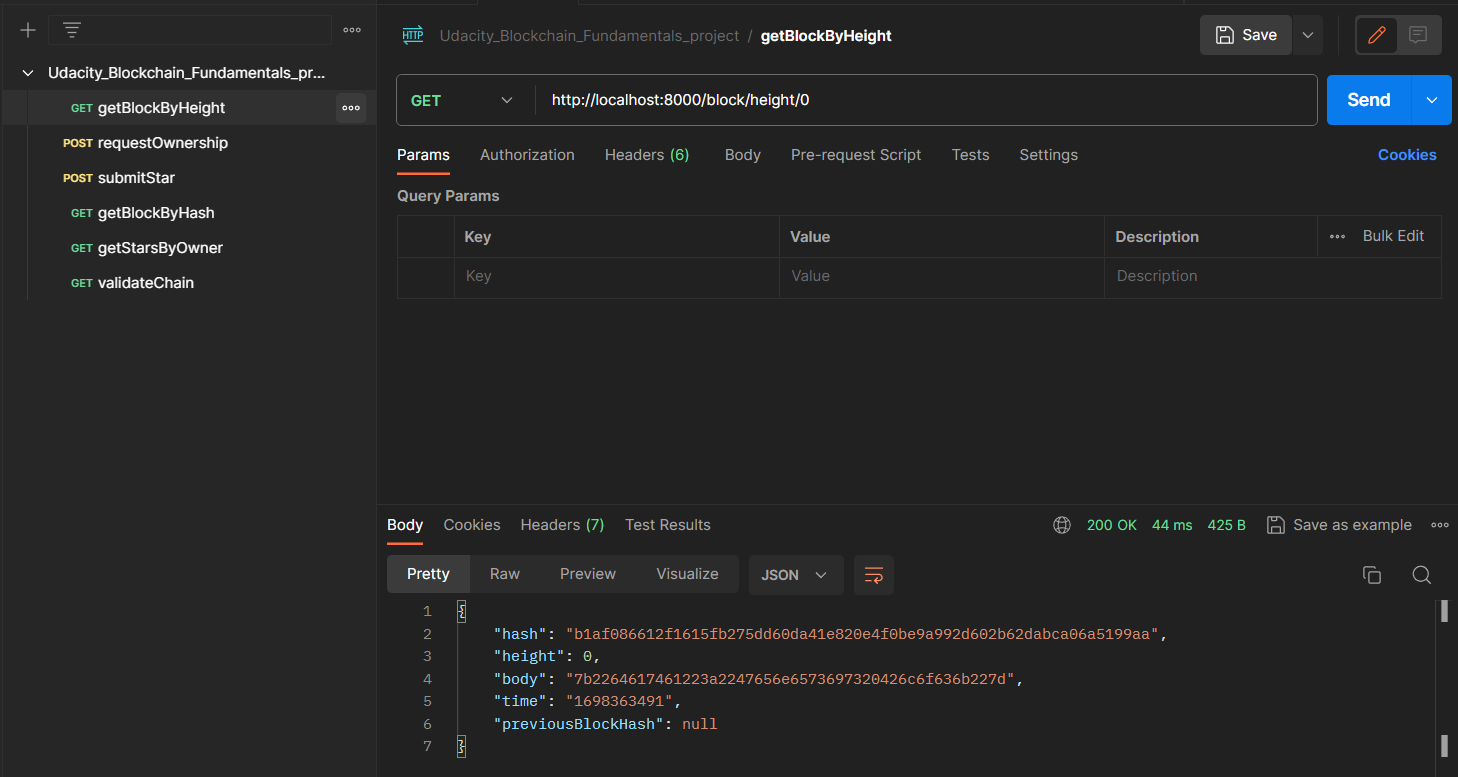 Udacity_Blockchain_Fundamentals_pr...
GET getBlockByHeight
POST requestOwnership
POST submitStar
GET getBlockByHash
GET getStarsByOwner
GET validateChain
HTTP Udacity_Blockchain_Fundamentals_project / getBlockByHeight
Save
GET http://localhost:8000/block/height/0
Send
Params Authorization Headers (6) Body Pre-request Script Tests Settings Cookies
Query Params
Key Value Description Bulk Edit
Key Value Description
Body Cookies Headers (7) Test Results 200 OK 44 ms 425 B Save as example
Pretty Raw Preview Visualize JSON
1 {
2 "hash": "b1af086612f1615fb275dd60da41e820e4f0be9a992d602b62dabca06a5199aa",
3 "height": 0,
4 "body": "7b2264617461223a2247656e6573697320426c6f636b227d",
5 "time": "1698363491",
6 "previousBlockHash": null
7 }